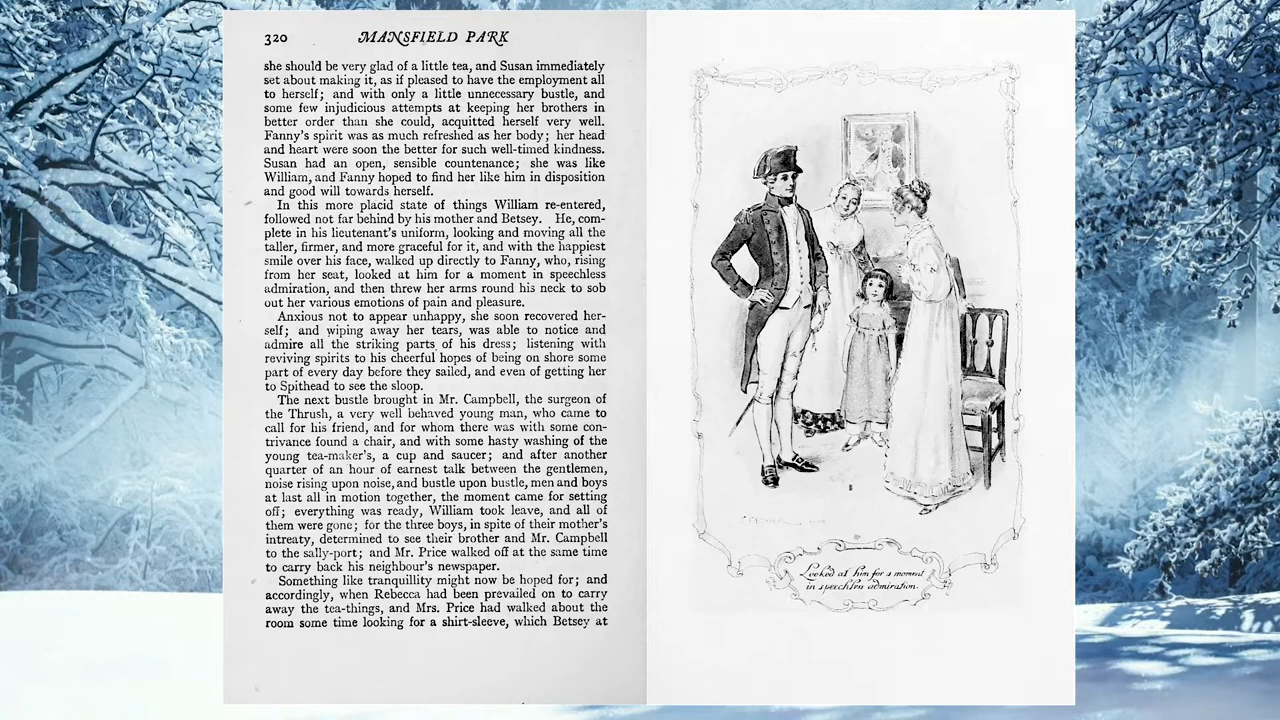 320 MANSFIELD PARK
she should be very glad of a little tea, and Susan immediately
set about making it, as if pleased to have the employment all
to herself; and with only a little unnecessary bustle, and
some few injudicious attempts at keeping her brothers in
better order than she could, acquitted herself very well.
Fanny's spirit was as much refreshed as her body; her head
and heart were soon the better for such well-timed kindness.
Susan had an open, sensible countenance; she was like
William, and Fanny hoped to find her like him in disposition
and good will towards herself.
In this more placid state of things William re-entered,
followed not far behind by his mother and Betsey. He, com-
plete in his lieutenant's uniform, looking and moving all the
taller, firmer, and more graceful for it, and with the happiest
smile over his face, walked up directly to Fanny, who, rising
from her seat, looked at him for a moment in speechless
admiration, and then threw her arms round his neck to sob
out her various emotions of pain and pleasure.
Anxious not to appear unhappy, she soon recovered her-
self; and wiping away her tears, was able to notice and
admire all the striking parts of his dress; listening with
reviving spirits to his cheerful hopes of being on shore some
part of every day before they sailed, and even of getting her
to Spithead to see the sloop.
The next bustle brought in Mr. Campbell, the surgeon of
the Thrush, a very well behaved young man, who came to
call for his friend, and for whom there was with some con-
trivance found a chair, and with some hasty washing of the
young tea-maker's, a cup and saucer; and after another
quarter of an hour of earnest talk between the gentlemen,
noise rising upon noise, and bustle upon bustle, men and boys
at last all in motion together, the moment came for setting
off; everything was ready, William took leave, and all of
them were gone; for the three boys, in spite of their mother's
intreaty, determined to see their brother and Mr. Campbell
to the sally-port; and Mr. Price walked off at the same time
to carry back his neighbour's newspaper.
Something like tranquillity might now be hoped for; and
accordingly, when Rebecca had been prevailed on to carry
away the tea-things, and Mrs. Price had walked about the
room some time looking for a shirt-sleeve, which Betsey at
Looked at him for a moment
in speechless admiration.